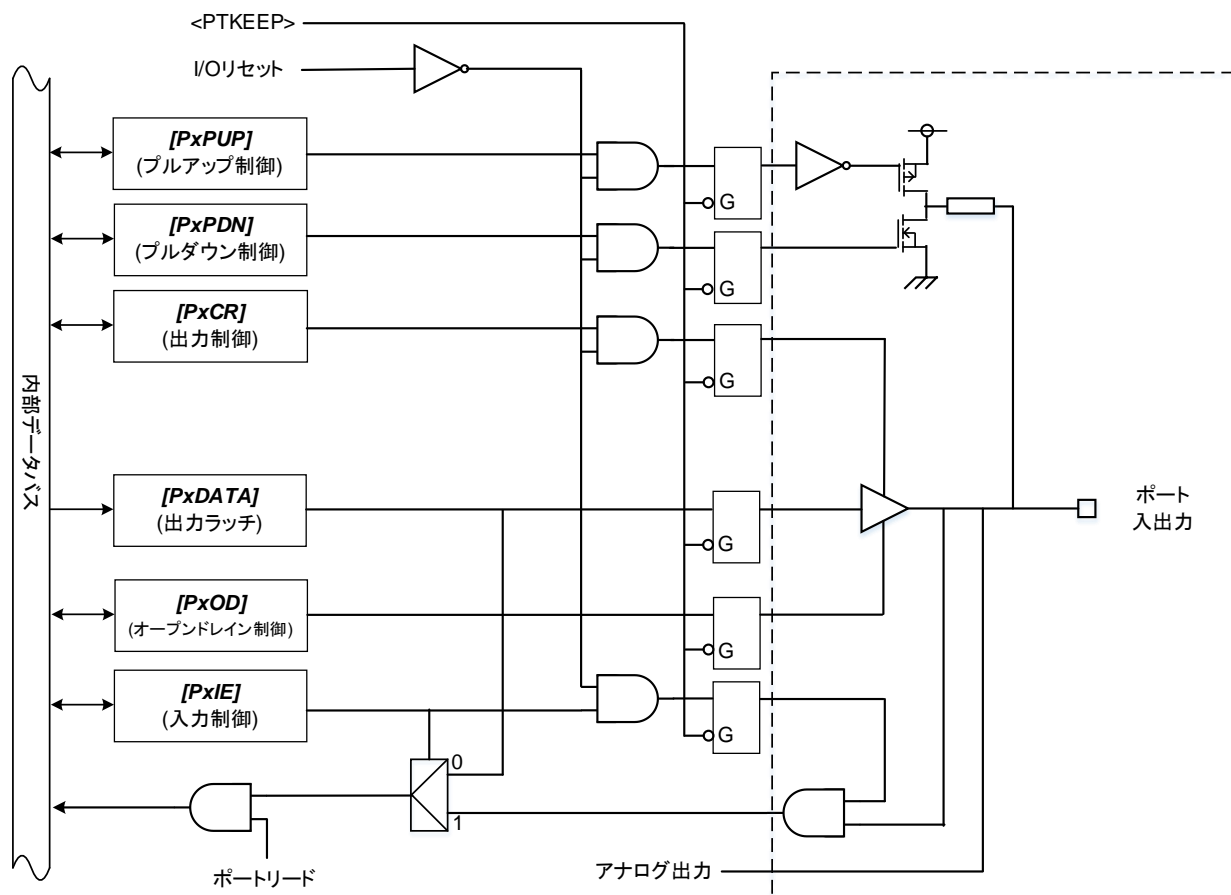 <PTKEEP>
I/Oリセット
[PxPUP]
(プルアップ制御)
G
[PxPDN]
(プルダウン制御)
G
[PxCR]
(出力制御)
G
内部データバス
[PxDATA]
(出力ラッチ)
G
ポート
入出力
[PxOD]
(オープンドレイン制御)
G
[PxIE]
(入力制御)
G
0
1
ポートリード
アナログ出力